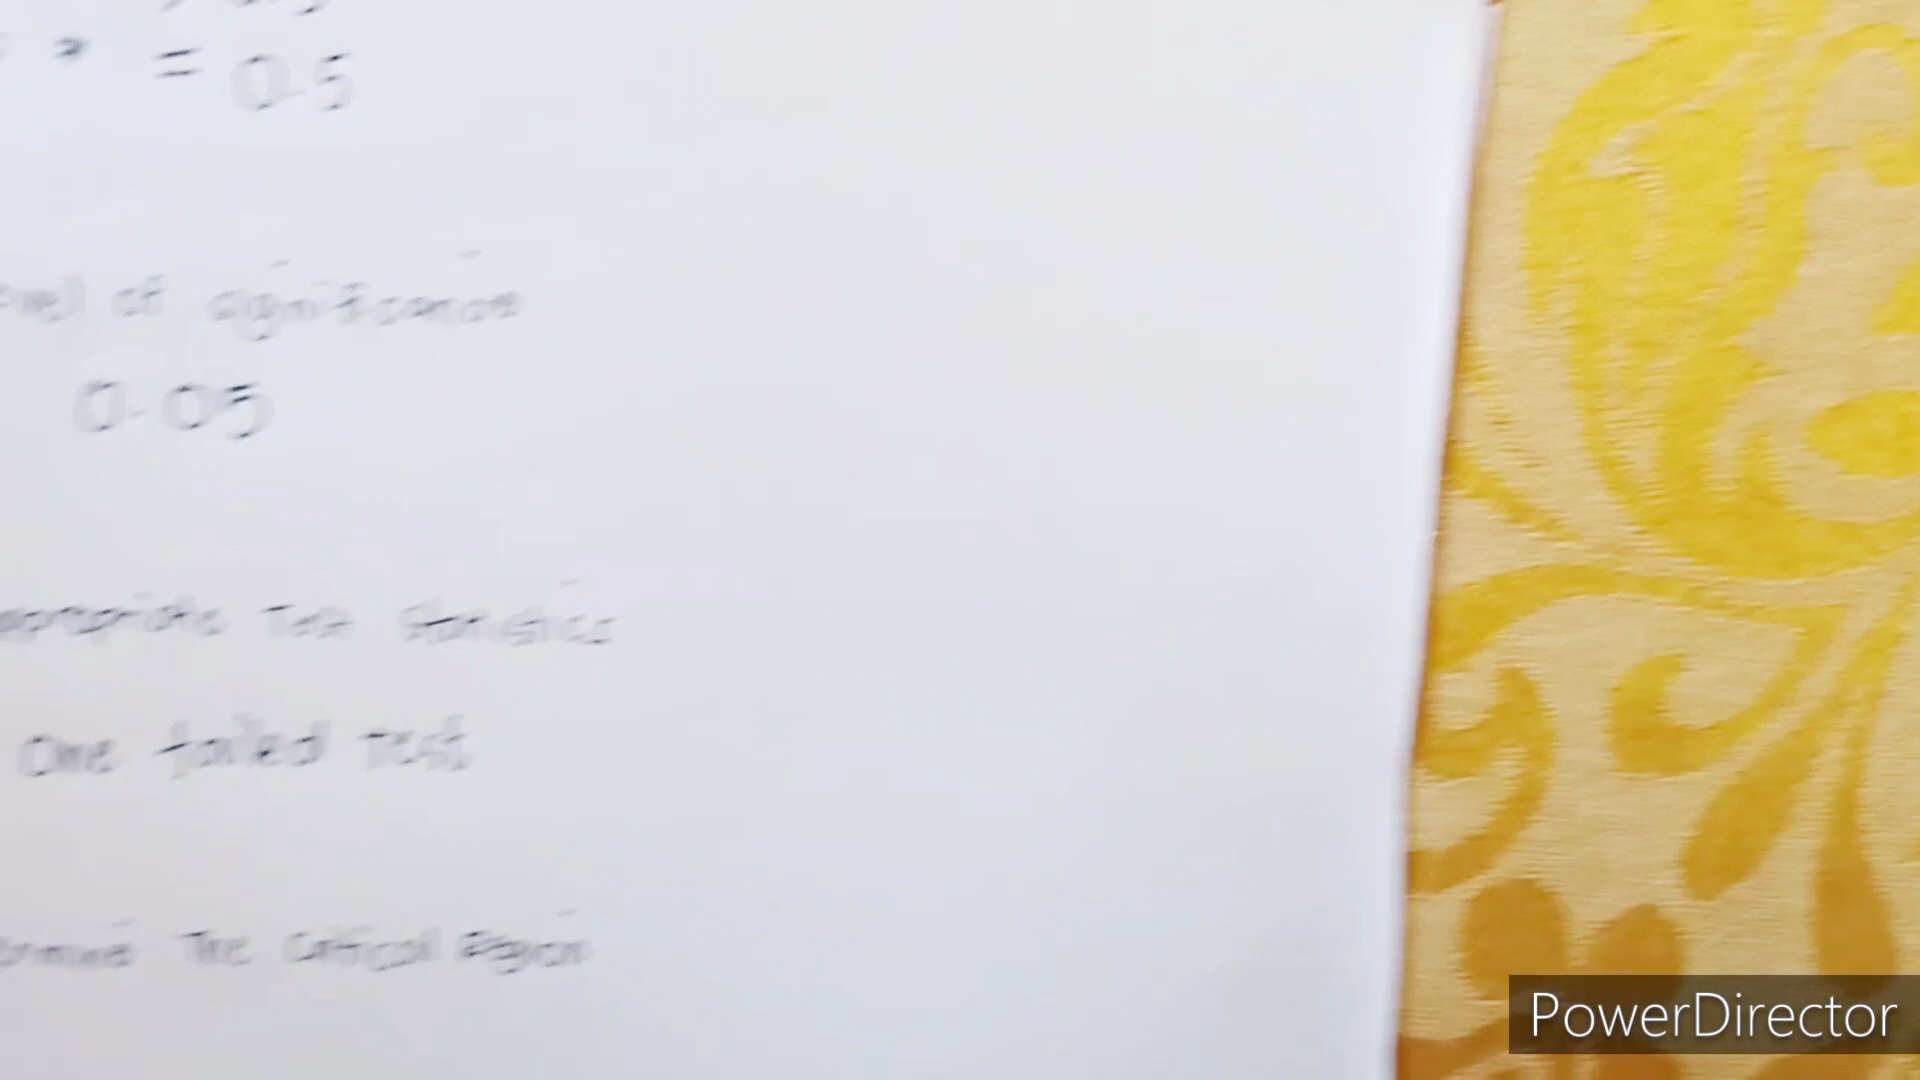 = 0.5
of significance
0.05
Test Statistics
One tailed Test
The Critical Region
PowerDirector